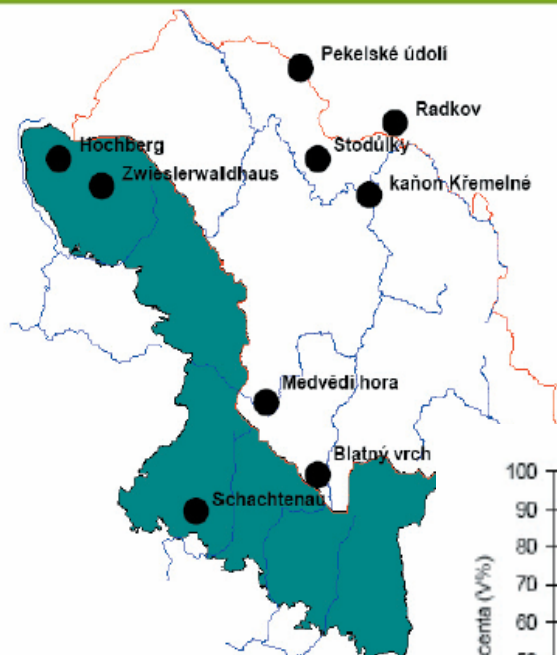 Pekelské údolí
Radkov
Hochberg
Stodůlky
Zwieslerwaldhaus
kaňon Křemelné
Medvědí hora
Blatný vrch
Schachtenau
100
90
80
70
60
centa (V%)